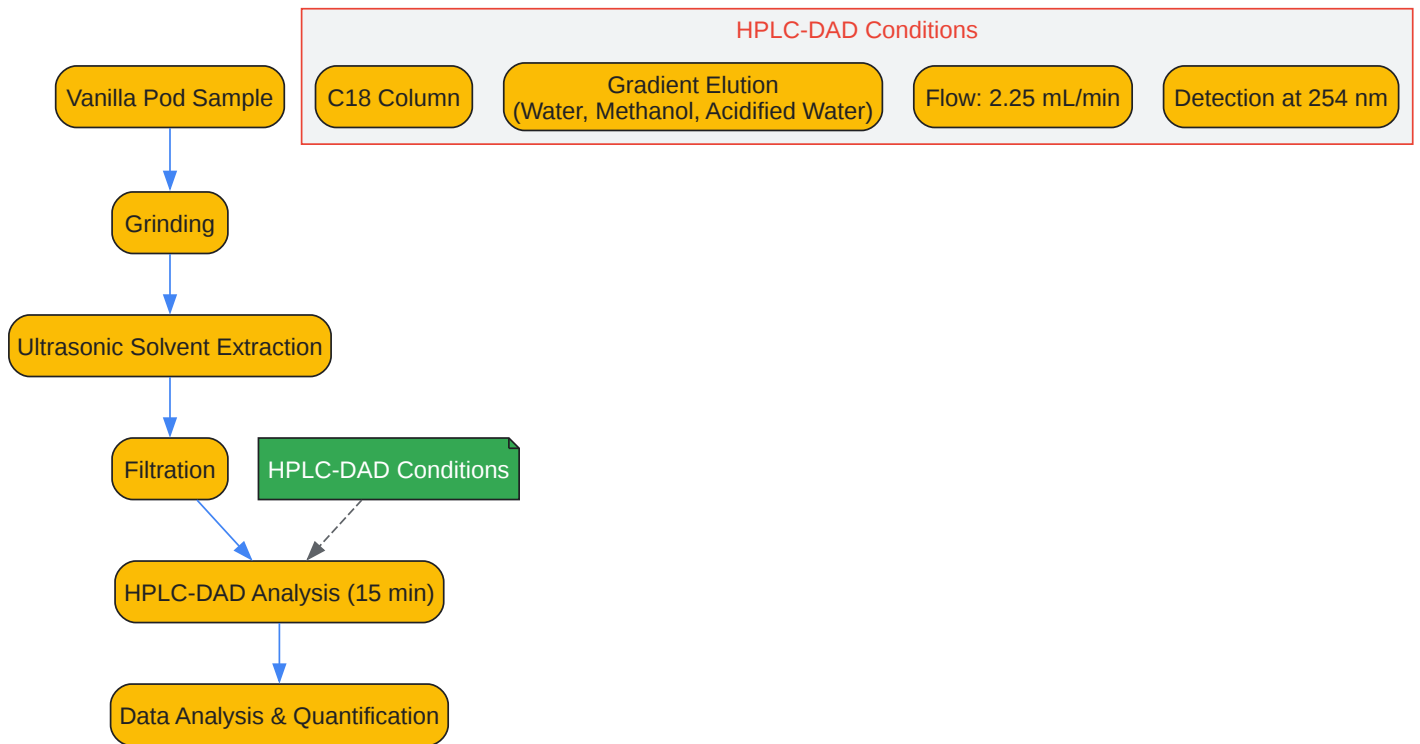 HPLC-DAD Conditions
Vanilla Pod Sample
C18 Column
Gradient Elution
(Water, Methanol, Acidified Water)
Flow: 2.25 mL/min
Detection at 254 nm
Grinding
Ultrasonic Solvent Extraction
Filtration
HPLC-DAD Conditions
HPLC-DAD Analysis (15 min)
Data Analysis & Quantification